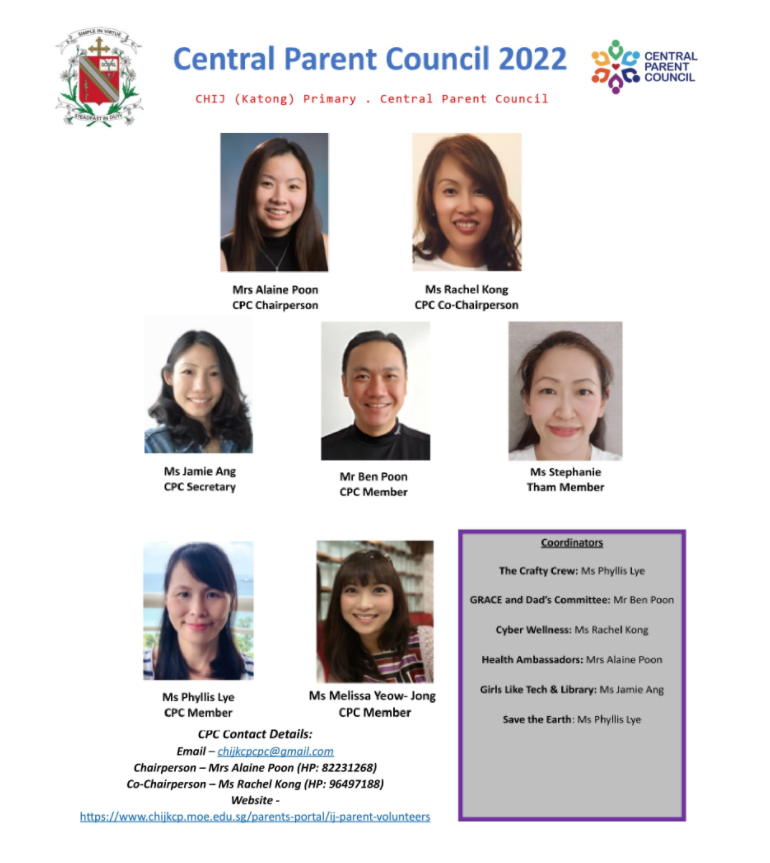 SIMPLE IN VIRTUE
STEADFAST IN DUTY
Central Parent Council 2022
CENTRAL
PARENT
COUNCIL
CHIJ (Katong) Primary . Central Parent Council
Mrs Alaine Poon
CPC Chairperson
Ms Rachel Kong
CPC Co-Chairperson
Ms Jamie Ang
CPC Secretary
Mr Ben Poon
CPC Member
Ms Stephanie
Tham Member
Ms Phyllis Lye
CPC Member
Ms Melissa Yeow- Jong
CPC Member
Coordinators
The Crafty Crew: Ms Phyllis Lye
GRACE and Dad's Committee: Mr Ben Poon
Cyber Wellness: Ms Rachel Kong
Health Ambassadors: Mrs Alaine Poon
Girls Like Tech & Library: Ms Jamie Ang
Save the Earth: Ms Phyllis Lye
CPC Contact Details:
Email – chijkcpcpc@gmail.com
Chairperson – Mrs Alaine Poon (HP: 82231268)
Co-Chairperson – Ms Rachel Kong (HP: 96497188)
Website -
https://www.chijkcp.moe.edu.sg/parents-portal/ij-parent-volunteers